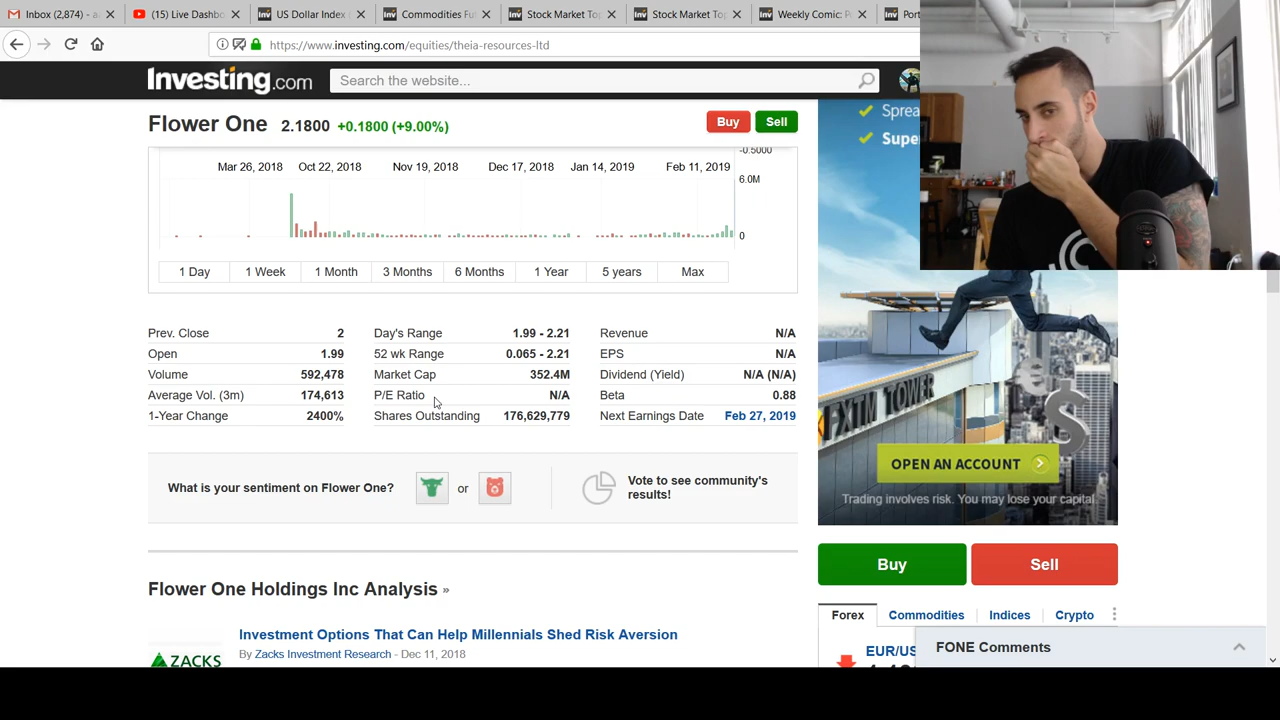 Inbox (2,874) - a
(15) Live Dashbo
US Dollar Index
Commodities Fu
Stock Market To
Stock Market To
Weekly Comic: P
Por
https://www.investing.com/equities/theia-resources-ltd
Investing.com
Search the website...
Flower One 2.1800 +0.1800 (+9.00%)
Buy Sell
Sprea
Supe
-0.5000
Mar 26, 2018 Oct 22, 2018 Nov 19, 2018 Dec 17, 2018 Jan 14, 2019 Feb 11, 2019
6.0M
0
1 Day 1 Week 1 Month 3 Months 6 Months 1 Year 5 years Max
Prev. Close 2 Day's Range 1.99 - 2.21 Revenue N/A
Open 1.99 52 wk Range 0.065 - 2.21 EPS N/A
Volume 592,478 Market Cap 352.4M Dividend (Yield) N/A (N/A)
Average Vol. (3m) 174,613 P/E Ratio N/A Beta 0.88
1-Year Change 2400% Shares Outstanding 176,629,779 Next Earnings Date Feb 27, 2019
FXTM TOWER
OPEN AN ACCOUNT
Trading involves risk. You may lose your capital.
What is your sentiment on Flower One? or
Vote to see community's
results!
Buy Sell
Flower One Holdings Inc Analysis »
Forex Commodities Indices Crypto
Investment Options That Can Help Millennials Shed Risk Aversion
ZACKS
By Zacks Investment Research - Dec 11, 2018
EUR/US
FONE Comments